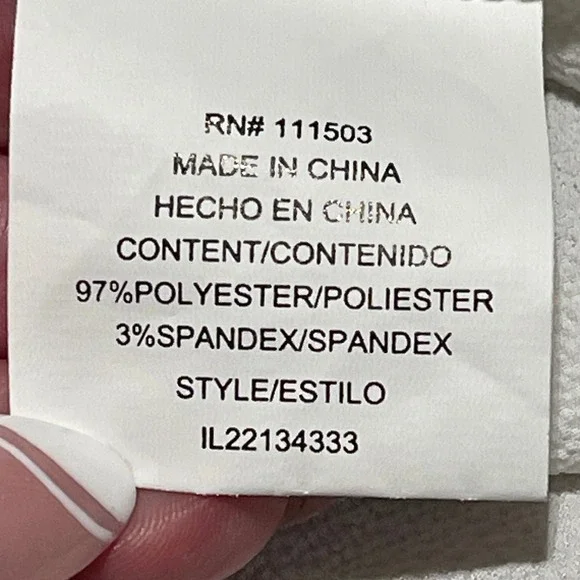 RN# 111503
MADE IN CHINA
HECHO EN CHINA
CONTENT/CONTENIDO
97%POLYESTER/POLIESTER
3%SPANDEX/SPANDEX
STYLE/ESTILO
IL22134333